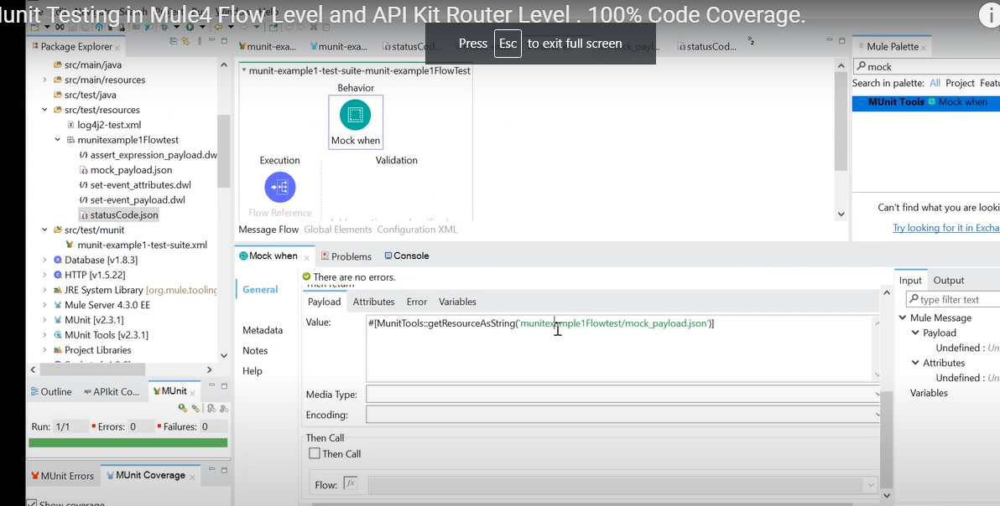 Munit Testing in Mule4 Flow Level and API Kit Router Level . 100% Code Coverage.
Press Esc to exit full screen
Package Explorer
munit-exa...
munit-exa...
statusCod...
statusCod...
Mule Palette
src/main/java
src/main/resources
src/test/java
src/test/resources
log4j2-test.xml
munitexample1Flowtest
assert_expression_payload.dw
mock_payload.json
set-event_attributes.dwl
set-event_payload.dwl
statusCode.json
src/test/munit
munit-example1-test-suite.xml
Database [v1.8.3]
HTTP [v1.5.22]
JRE System Library [org.mule.tooling
Mule Server 4.3.0 EE
MUnit [v2.3.1]
MUnit Tools [v2.3.1]
Project Libraries
munit-example1-test-suite-munit-example1FlowTest
Behavior
Mock when
Execution
Validation
Flow Reference
Message Flow Global Elements Configuration XML
mock
Search in palette: All Project Featu
MUnit Tools Mock when
Can't find what you are looki
Try looking for it in Excha
Mock when
Problems
Console
There are no errors.
General
Metadata
Notes
Help
Then return
Payload Attributes Error Variables
Value:
#[MunitTools::getResourceAsString('munitexample1Flowtest/mock_payload.json')]
Media Type:
Encoding:
Then Call
Then Call
Flow:
fx
Input
Output
type filter text
Mule Message
Payload
Undefined : Un
Attributes
Undefined : Un
Variables
Outline
APIkit Co...
MUnit
Run: 1/1
Errors: 0
Failures: 0
MUnit Errors
MUnit Coverage
Show coverage